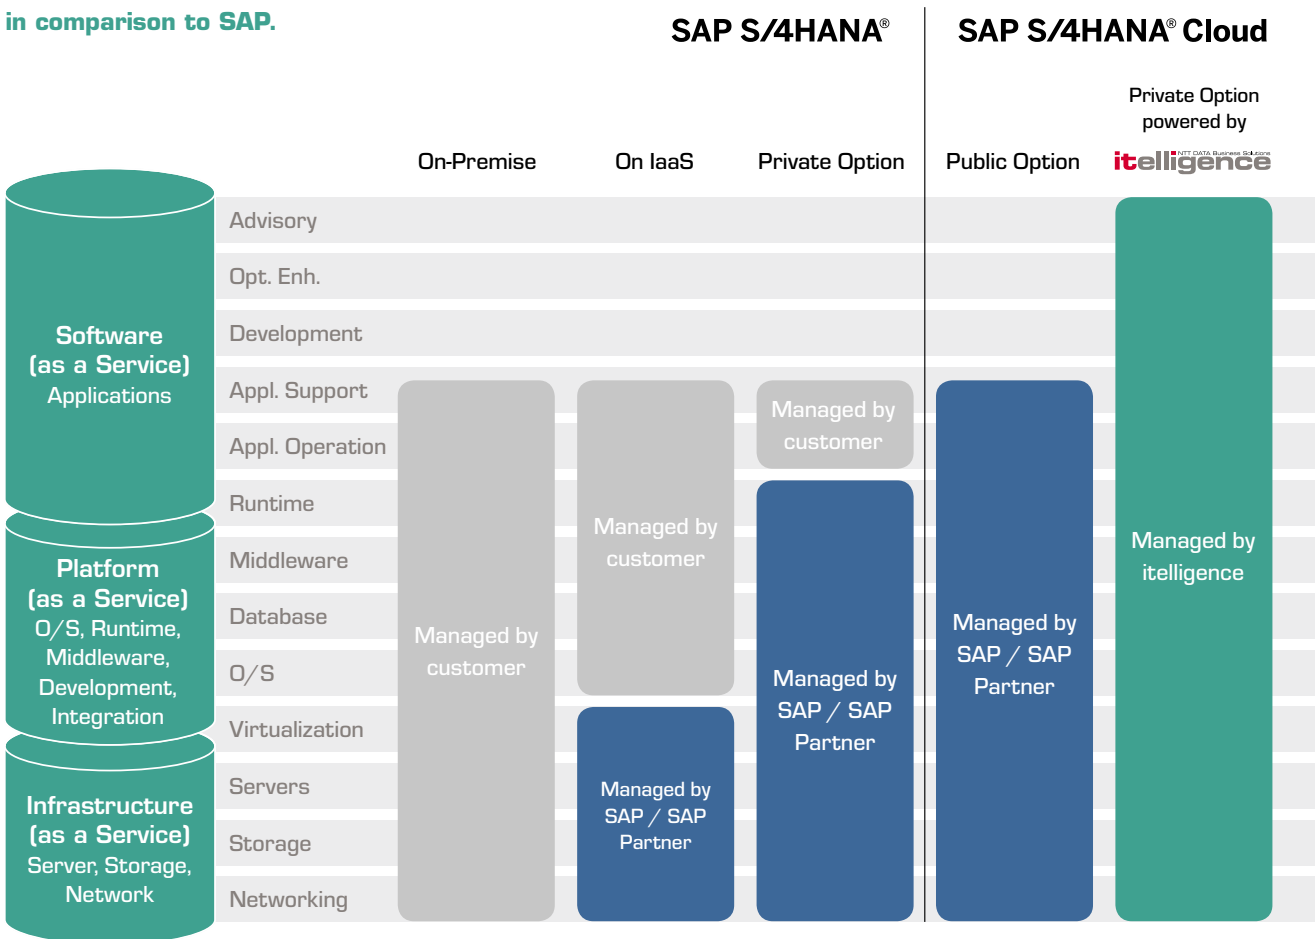 in comparison to SAP.
SAP S/4HANA®
SAP S/4HANA® Cloud
On-Premise
On IaaS
Private Option
Public Option
Private Option
powered by
NTT DATA Business Solutions
itelligence
Software
(as a Service)
Applications
Platform
(as a Service)
O/S, Runtime,
Middleware,
Development,
Integration
Infrastructure
(as a Service)
Server, Storage,
Network
Advisory
Opt. Enh.
Development
Appl. Support
Appl. Operation
Runtime
Middleware
Database
O/S
Virtualization
Servers
Storage
Networking
Managed by
customer
Managed by
customer
Managed by
SAP / SAP
Partner
Managed by
customer
Managed by
SAP / SAP
Partner
Managed by
SAP / SAP
Partner
Managed by
itelligence